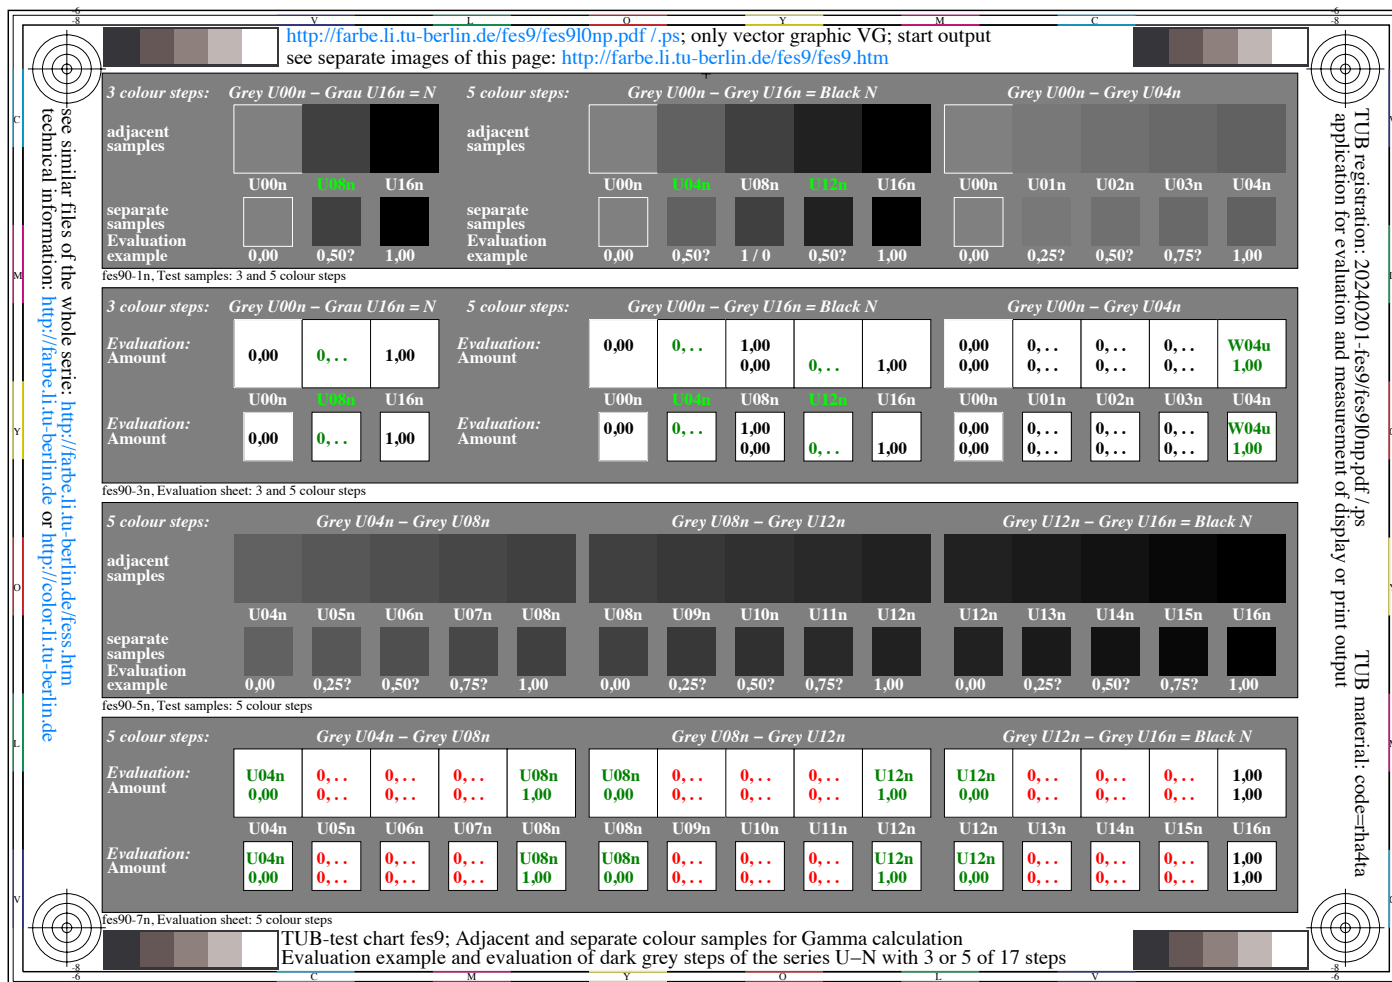 http://farbe.li.tu-berlin.de/fes9/fes9l0np.pdf /.ps; only vector graphic VG; start output
see separate images of this page: http://farbe.li.tu-berlin.de/fes9/fes9.htm
3 colour steps: Grey U00n – Grau U16n = N 5 colour steps: Grey U00n – Grey U16n = Black N Grey U00n – Grey U04n
adjacent adjacent
samples samples
U00n U08n U16n U00n U04n U08n U12n U16n U00n U01n U02n U03n U04n
separate separate
samples samples
Evaluation Evaluation
example 0,00 0,50? 1,00 example 0,00 0,50? 1 / 0 0,50? 1,00 0,00 0,25? 0,50? 0,75? 1,00
fes90-1n, Test samples: 3 and 5 colour steps
3 colour steps: Grey U00n – Grau U16n = N 5 colour steps: Grey U00n – Grey U16n = Black N Grey U00n – Grey U04n
Evaluation: 0,00 0, . . 1,00 Evaluation: 0,00 0, . . 1,00 0,00 0, . . 0, . . 0, . . W04u
Amount Amount 0,00 0, . . 1,00 0,00 0, . . 0, . . 0, . . 1,00
U00n U08n U16n U00n U04n U08n U12n U16n U00n U01n U02n U03n U04n
Evaluation: 0,00 0, . . 1,00 Evaluation: 0,00 0, . . 1,00 0,00 0, . . 0, . . 0, . . W04u
Amount Amount 0,00 0, . . 1,00 0,00 0, . . 0, . . 0, . . 1,00
fes90-3n, Evaluation sheet: 3 and 5 colour steps
5 colour steps: Grey U04n – Grey U08n Grey U08n – Grey U12n Grey U12n – Grey U16n = Black N
adjacent
samples
U04n U05n U06n U07n U08n U08n U09n U10n U11n U12n U12n U13n U14n U15n U16n
separate
samples
Evaluation
example 0,00 0,25? 0,50? 0,75? 1,00 0,00 0,25? 0,50? 0,75? 1,00 0,00 0,25? 0,50? 0,75? 1,00
fes90-5n, Test samples: 5 colour steps
5 colour steps: Grey U04n – Grey U08n Grey U08n – Grey U12n Grey U12n – Grey U16n = Black N
Evaluation: U04n 0, . . 0, . . 0, . . U08n U08n 0, . . 0, . . 0, . . U12n U12n 0, . . 0, . . 0, . . 1,00
Amount 0,00 0, . . 0, . . 0, . . 1,00 0,00 0, . . 0, . . 0, . . 1,00 0,00 0, . . 0, . . 0, . . 1,00
U04n U05n U06n U07n U08n U08n U09n U10n U11n U12n U12n U13n U14n U15n U16n
Evaluation: U04n 0, . . 0, . . 0, . . U08n U08n 0, . . 0, . . 0, . . U12n U12n 0, . . 0, . . 0, . . 1,00
Amount 0,00 0, . . 0, . . 0, . . 1,00 0,00 0, . . 0, . . 0, . . 1,00 0,00 0, . . 0, . . 0, . . 1,00
fes90-7n, Evaluation sheet: 5 colour steps
TUB-test chart fes9; Adjacent and separate colour samples for Gamma calculation
Evaluation example and evaluation of dark grey steps of the series U–N with 3 or 5 of 17 steps
see similar files of the whole serie: http://farbe.li.tu-berlin.de/fess.htm
technical information: http://farbe.li.tu-berlin.de or http://color.li.tu-berlin.de
TUB registration: 20240201-fes9/fes9l0np.pdf /.ps TUB material: code=rha4ta
application for evaluation and measurement of display or print output
-6 -8 V L O Y M C -6 -8
C M Y O L V
-8 -6 C M Y O L V -8 -6